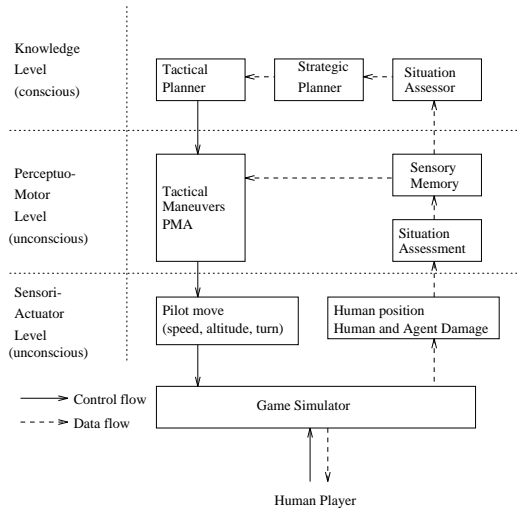 Knowledge
Level
(conscious)
Tactical
Planner
Strategic
Planner
Situation
Assessor
Perceptuo-
Motor
Level
(unconscious)
Tactical
Maneuvers
PMA
Sensory
Memory
Situation
Assessment
Sensori-
Actuator
Level
(unconscious)
Pilot move
(speed, altitude, turn)
Human position
Human and Agent Damage
Control flow
Data flow
Game Simulator
Human Player